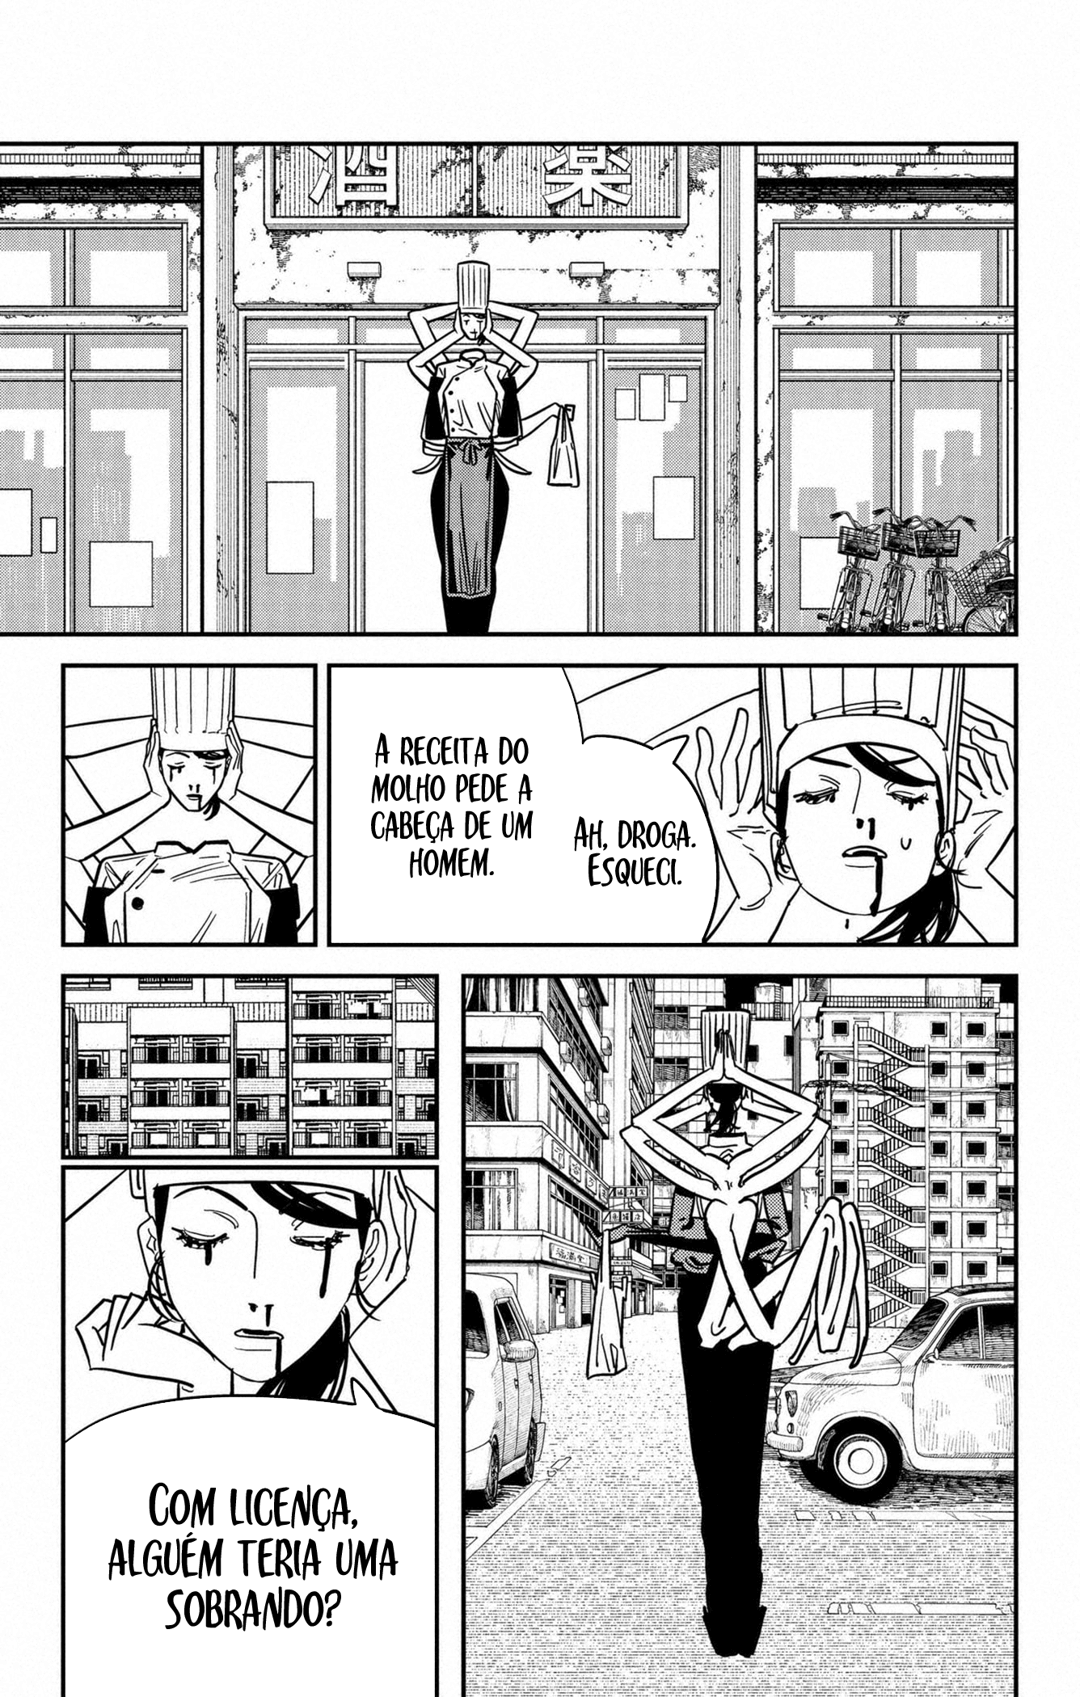 酒 楽
AH, DROGA.
ESQUECI.
A RECEITA DO
MOLHO PEDE A
CABEÇA DE UM
HOMEM.
COM LICENÇA,
ALGUÉM TERIA UMA
SOBRANDO?